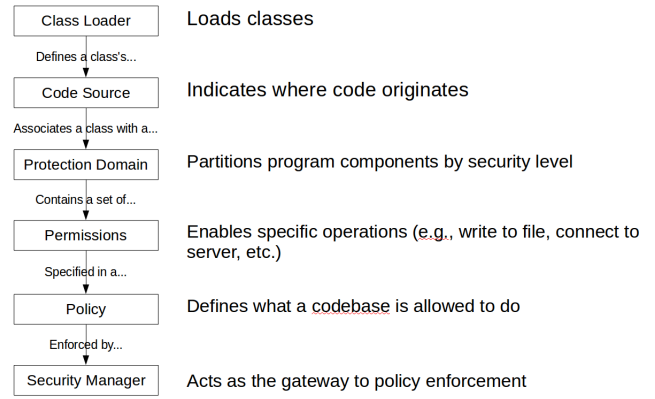 Class Loader
Loads classes
Defines a class's...
Code Source
Indicates where code originates
Associates a class with a...
Protection Domain
Partitions program components by security level
Contains a set of...
Permissions
Enables specific operations (e.g., write to file, connect to
server, etc.)
Specified in a...
Policy
Defines what a codebase is allowed to do
Enforced by...
Security Manager
Acts as the gateway to policy enforcement